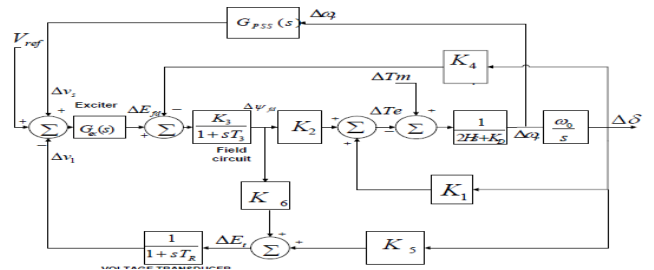 G_PSS(s) Δω_r
V_ref
K_4
ΔTm
Δv_s
Exciter ΔE_fd Δψ_fd ΔTe
+ + − + + + − +
Σ G_ex(s) Σ K_3 / 1 + sT_3 K_2 Σ Σ 1 / 2Hs+K_D Δω_r ω_0 / s Δδ
Field
circuit
Δv_1
K_6 K_1
1 / 1 + sT_R ΔE_t Σ + + K_5
VOLTAGE TRANSDUCER